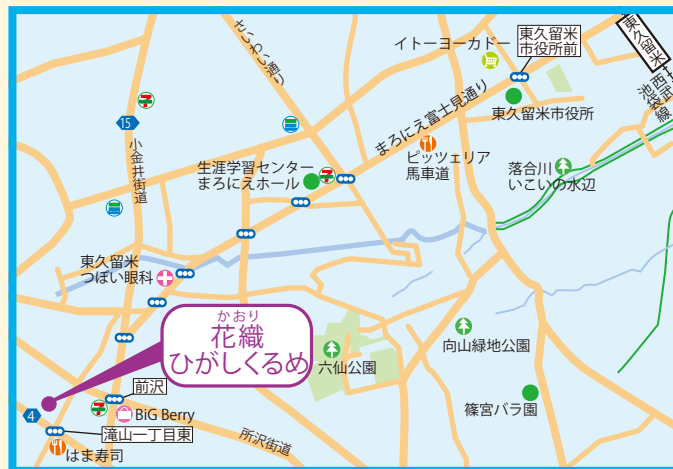 さいわい通り
イトーヨーカドー
東久留米
市役所前
東久留米
西武
池袋線
15
小金井街道
東久留米市役所
まろにえ富士見通り
生涯学習センター
まろにえホール
ピッツェリア
馬車道
落合川
いこいの水辺
東久留米
つぼい眼科
かおり
花織
ひがしくるめ
六仙公園
向山緑地公園
前沢
4
BiG Berry
篠宮バラ園
滝山一丁目東
所沢街道
はま寿司